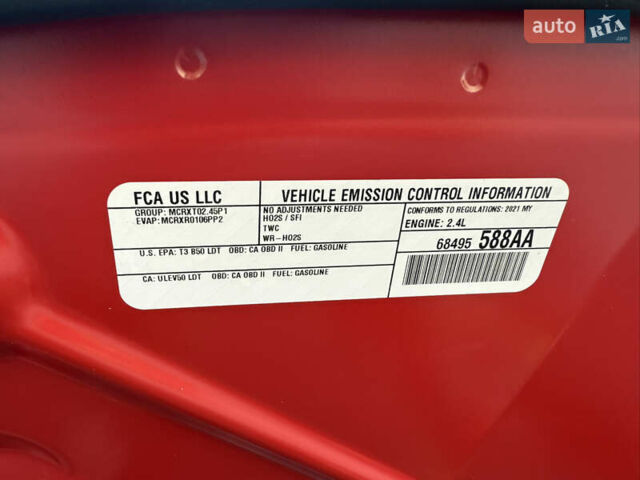 auto RIA.com
FCA US LLC
GROUP: MCRXT02.45P1
EVAP: MCRXR0106PP2
VEHICLE EMISSION CONTROL INFORMATION
NO ADJUSTMENTS NEEDED
HO2S / SFI
TWC
WR-HO2S
CONFORMS TO REGULATIONS: 2021 MY
ENGINE: 2.4L
68495 588AA
U.S. EPA: T3 B50 LDT OBD: CA OBD II FUEL: GASOLINE
CA: ULEV50 LDT OBD: CA OBD II FUEL: GASOLINE